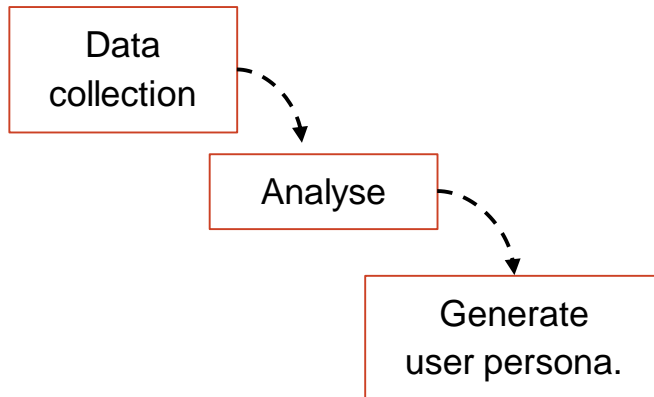 Data
collection
Analyse
Generate
user persona.